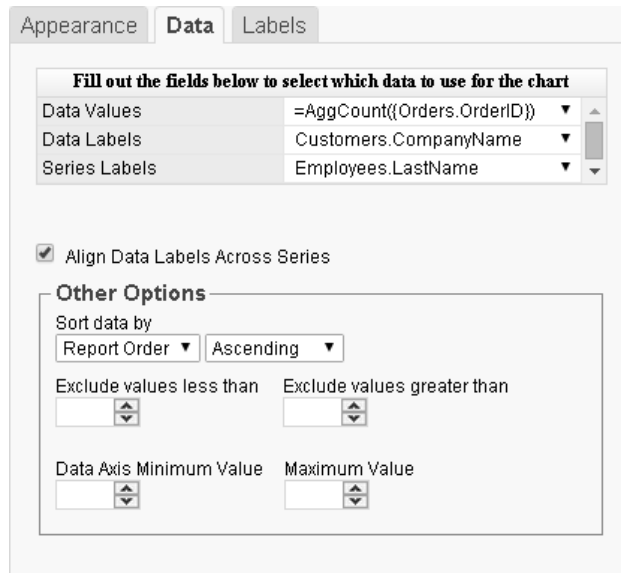 Appearance Data Labels
Fill out the fields below to select which data to use for the chart
Data Values =AggCount({Orders.OrderID})
Data Labels Customers.CompanyName
Series Labels Employees.LastName
Align Data Labels Across Series
Other Options
Sort data by
Report Order Ascending
Exclude values less than Exclude values greater than
Data Axis Minimum Value Maximum Value